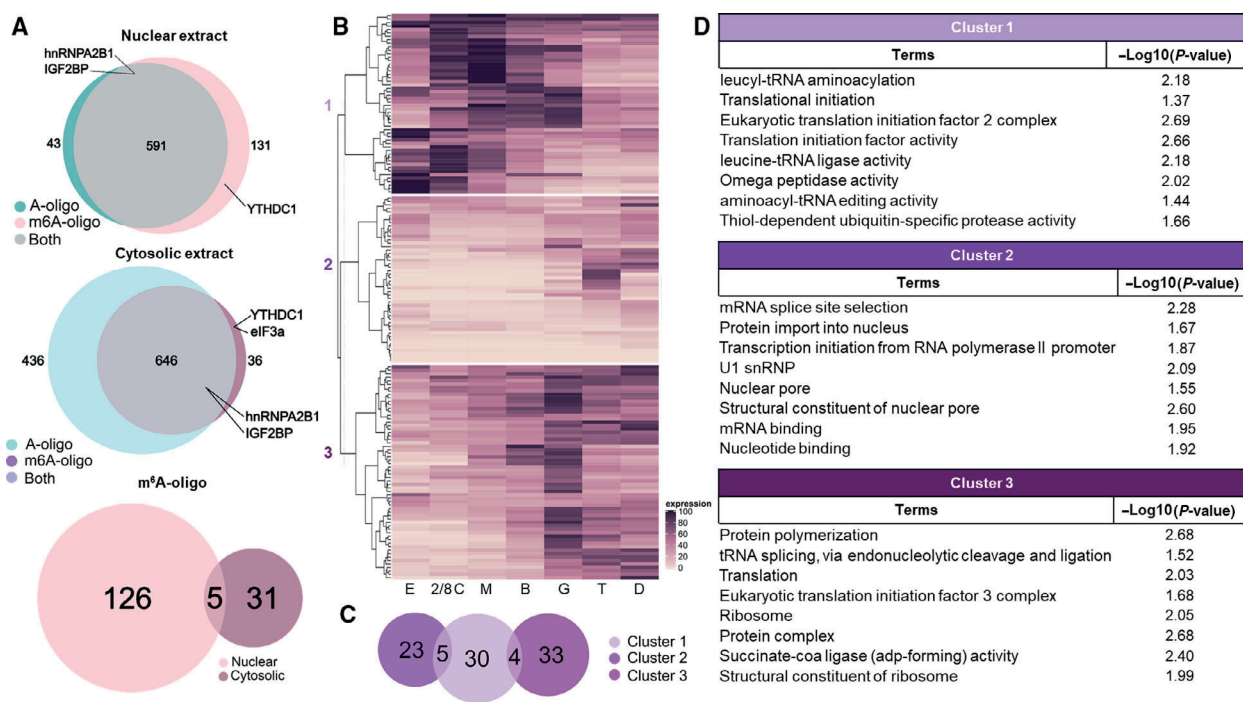 A
Nuclear extract
hnRNPA2B1
IGF2BP
43
591
131
YTHDC1
A-oligo
m6A-oligo
Both
Cytosolic extract
YTHDC1
eIF3a
436
646
36
hnRNPA2B1
IGF2BP
A-oligo
m6A-oligo
Both
m⁶A-oligo
126
5
31
Nuclear
Cytosolic
B
1
2
3
expression
100
80
60
40
20
0
E 2/8 C M B G T D
C
23
5
30
4
33
Cluster 1
Cluster 2
Cluster 3
D
Cluster 1
Terms –Log10(P-value)
leucyl-tRNA aminoacylation 2.18
Translational initiation 1.37
Eukaryotic translation initiation factor 2 complex 2.69
Translation initiation factor activity 2.66
leucine-tRNA ligase activity 2.18
Omega peptidase activity 2.02
aminoacyl-tRNA editing activity 1.44
Thiol-dependent ubiquitin-specific protease activity 1.66
Cluster 2
Terms –Log10(P-value)
mRNA splice site selection 2.28
Protein import into nucleus 1.67
Transcription initiation from RNA polymerase II promoter 1.87
U1 snRNP 2.09
Nuclear pore 1.55
Structural constituent of nuclear pore 2.60
mRNA binding 1.95
Nucleotide binding 1.92
Cluster 3
Terms –Log10(P-value)
Protein polymerization 2.68
tRNA splicing, via endonucleolytic cleavage and ligation 1.52
Translation 2.03
Eukaryotic translation initiation factor 3 complex 1.68
Ribosome 2.05
Protein complex 2.68
Succinate-coa ligase (adp-forming) activity 2.40
Structural constituent of ribosome 1.99